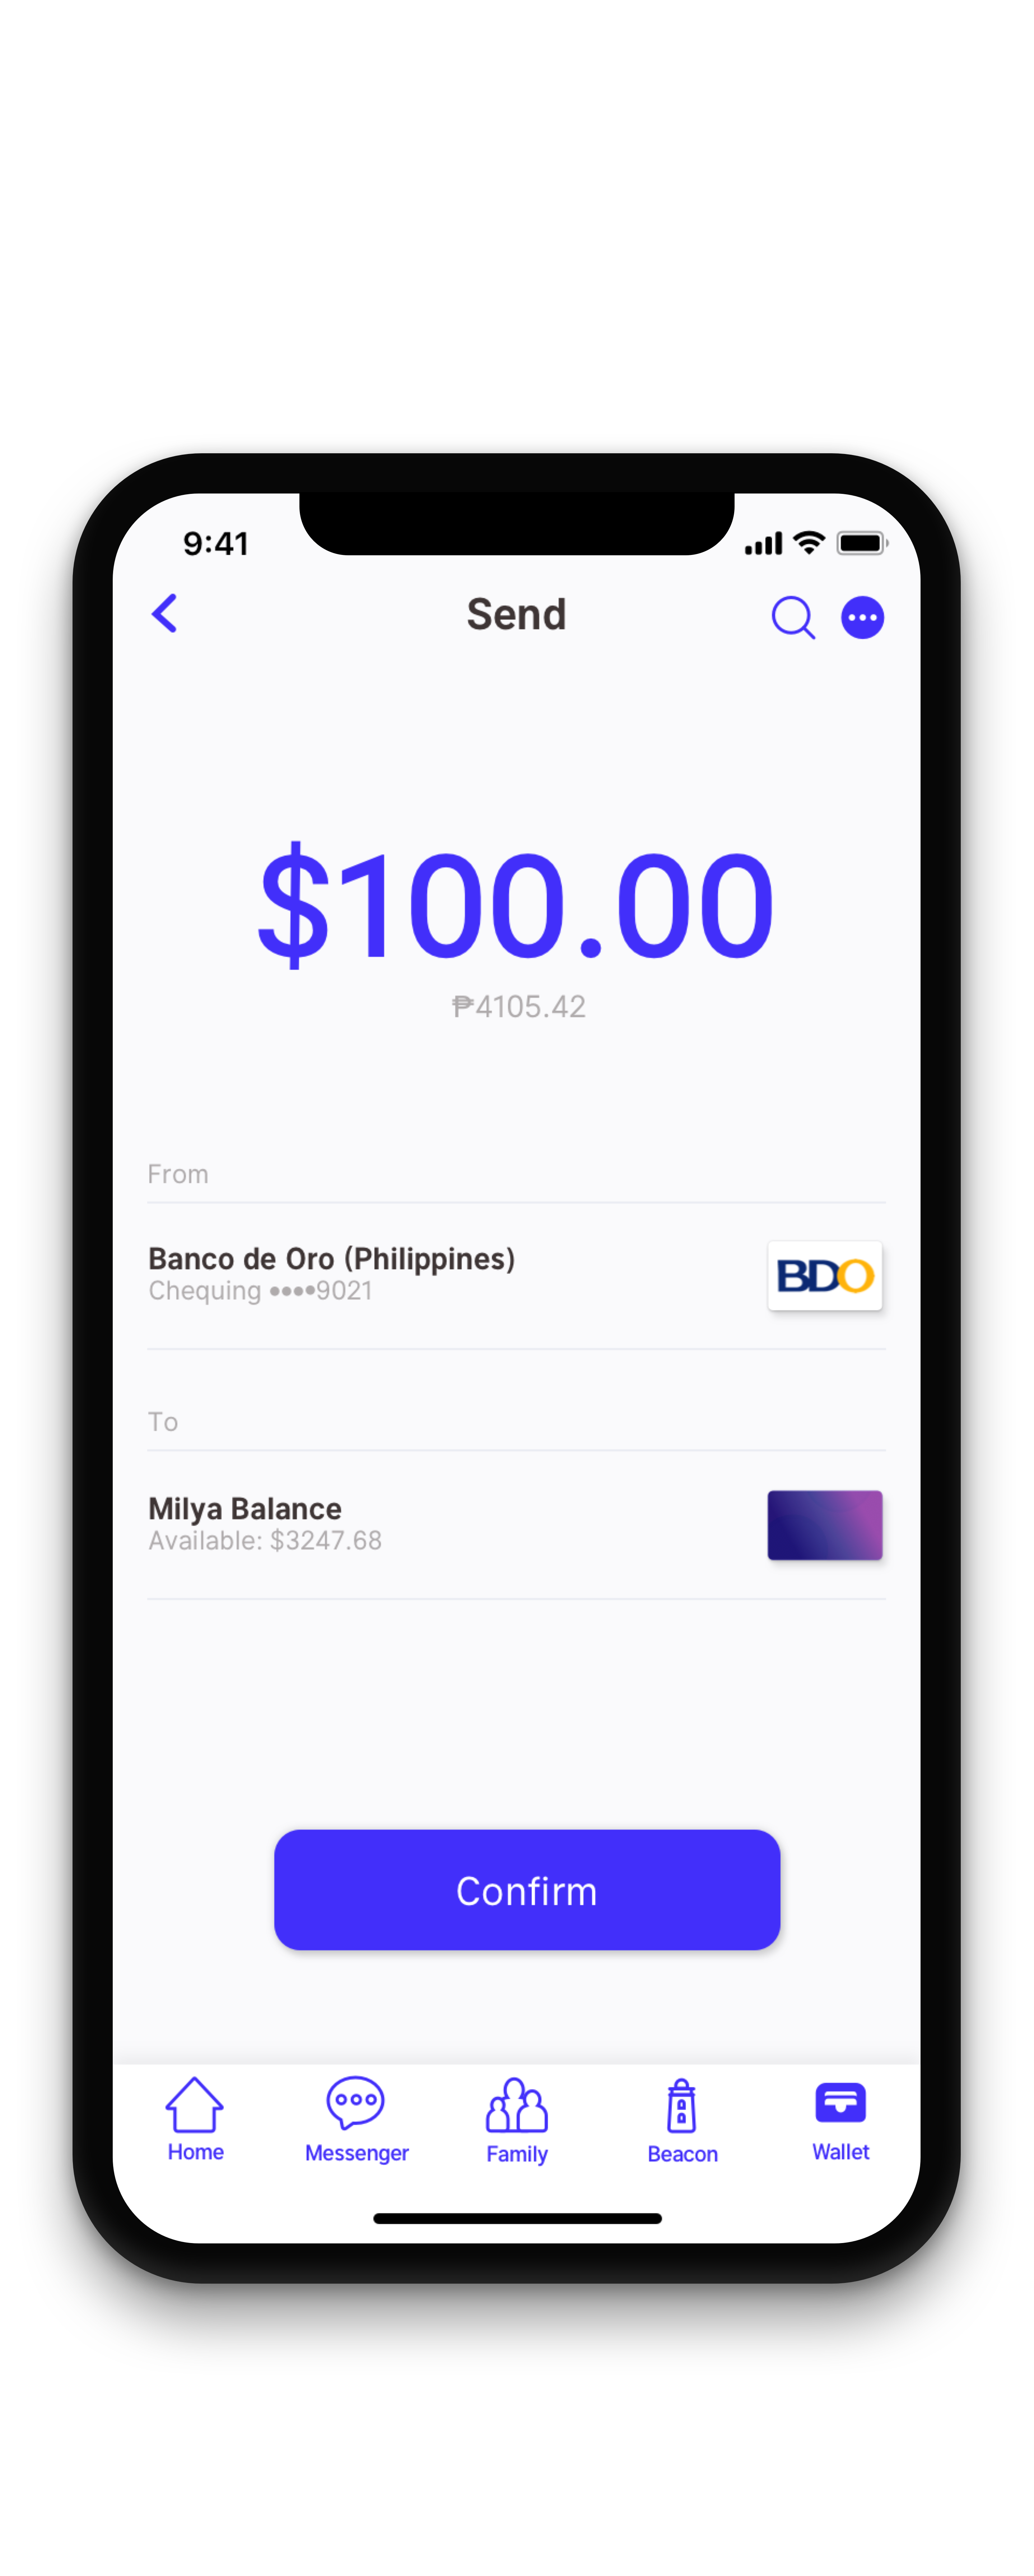 9:41
Send
$100.00
₱4105.42
From
Banco de Oro (Philippines)
Chequing ••••9021
BDO
To
Milya Balance
Available: $3247.68
Confirm
Home Messenger Family Beacon Wallet